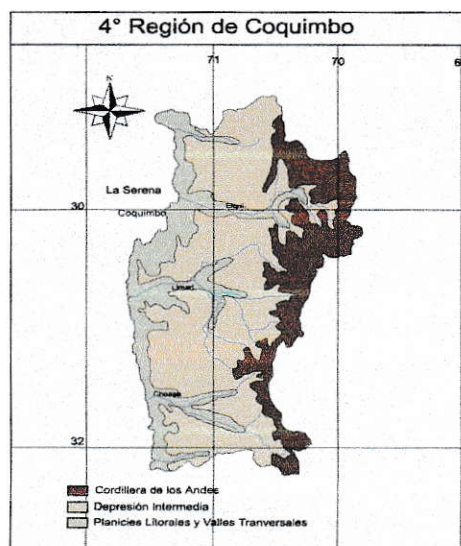 4° Región de Coquimbo
71
70
6
N
La Serena
Elqui
30
Coquimbo
Limarí
Choapa
32
Cordillera de los Andes
Depresión Intermedia
Planicies Litorales y Valles Tranversales